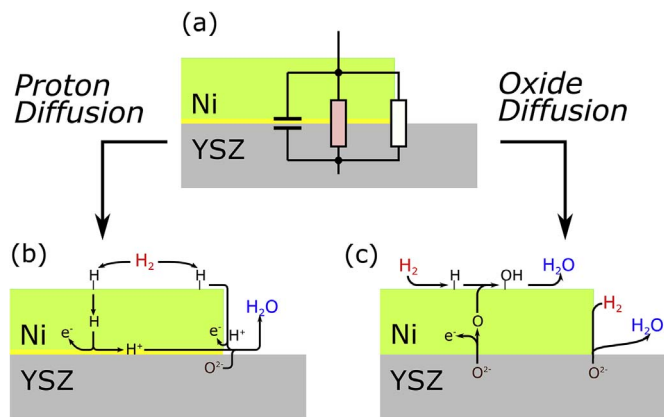 (a)
Proton
Diffusion
Oxide
Diffusion
Ni
YSZ
(b)
H₂
H
H
H
H₂O
e⁻
H⁺
e⁻
H⁺
O²⁻
Ni
YSZ
(c)
H₂
H
OH
H₂O
O
H₂
e⁻
H₂O
Ni
O²⁻
O²⁻
YSZ